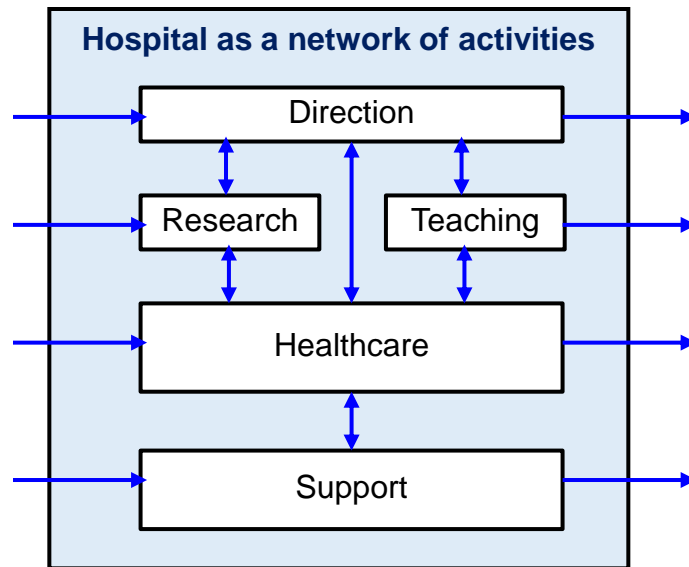 Hospital as a network of activities
Direction
Research
Teaching
Healthcare
Support